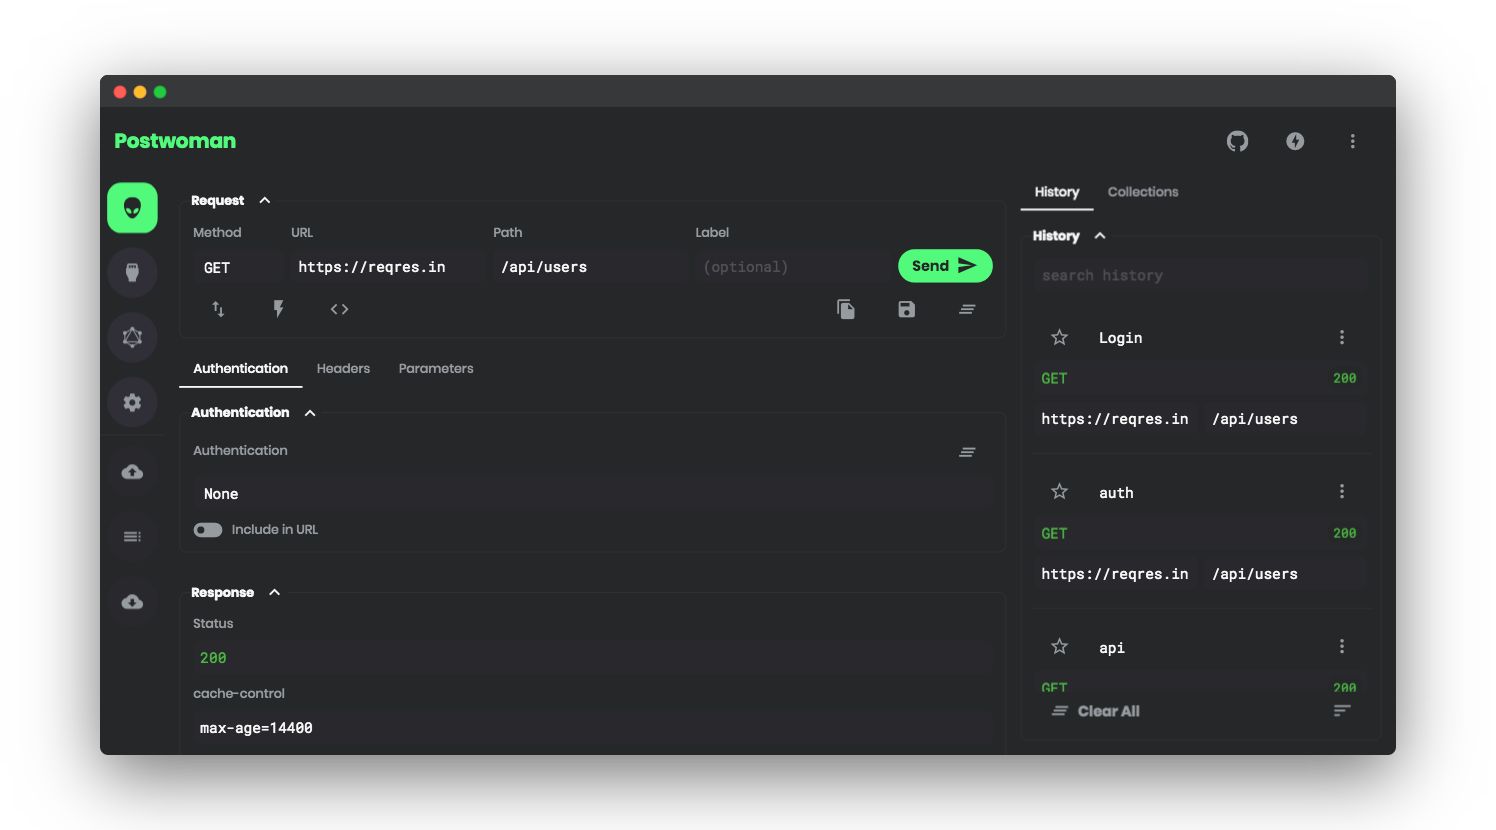 Postwoman
Request
Method URL Path Label
GET https://reqres.in /api/users (optional) Send
Authentication Headers Parameters
Authentication
Authentication
None
Include in URL
Response
Status
200
cache-control
max-age=14400
History Collections
History
search history
Login
GET 200
https://reqres.in /api/users
auth
GET 200
https://reqres.in /api/users
api
GET 200
Clear All